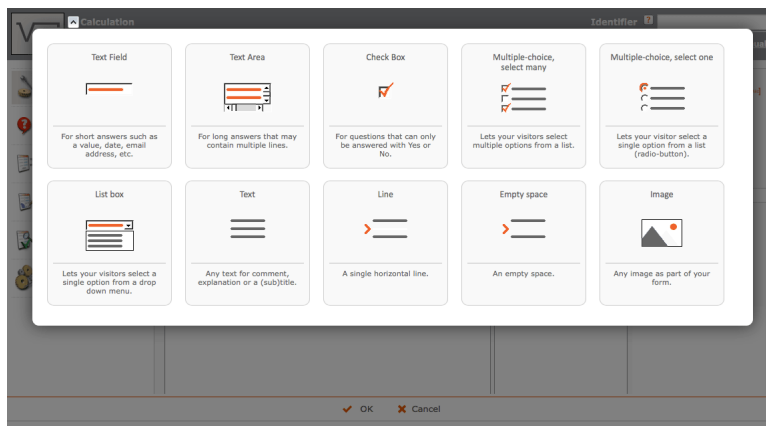 Calculation
Identifier ?
Text Field
For short answers such as
a value, date, email
address, etc.
Text Area
For long answers that may
contain multiple lines.
Check Box
For questions that can only
be answered with Yes or
No.
Multiple-choice,
select many
Lets your visitors select
multiple options from a list.
Multiple-choice, select one
Lets your visitor select a
single option from a list
(radio-button).
List box
Lets your visitors select a
single option from a drop
down menu.
Text
Any text for comment,
explanation or a (sub)title.
Line
A single horizontal line.
Empty space
An empty space.
Image
Any image as part of your
form.
OK
Cancel